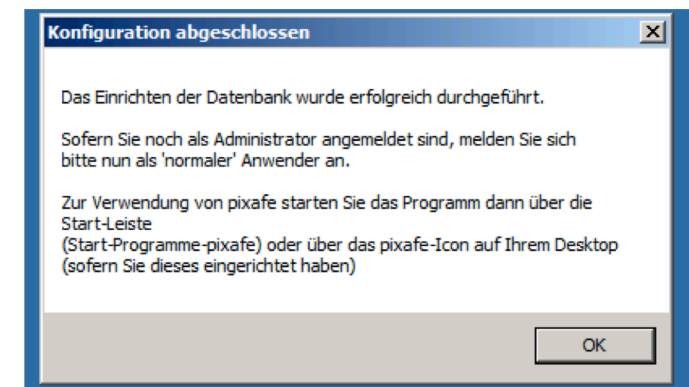 Konfiguration abgeschlossen
Das Einrichten der Datenbank wurde erfolgreich durchgeführt.
Sofern Sie noch als Administrator angemeldet sind, melden Sie sich
bitte nun als 'normaler' Anwender an.
Zur Verwendung von pixafe starten Sie das Programm dann über die
Start-Leiste
(Start-Programme-pixafe) oder über das pixafe-Icon auf Ihrem Desktop
(sofern Sie dieses eingerichtet haben)
OK